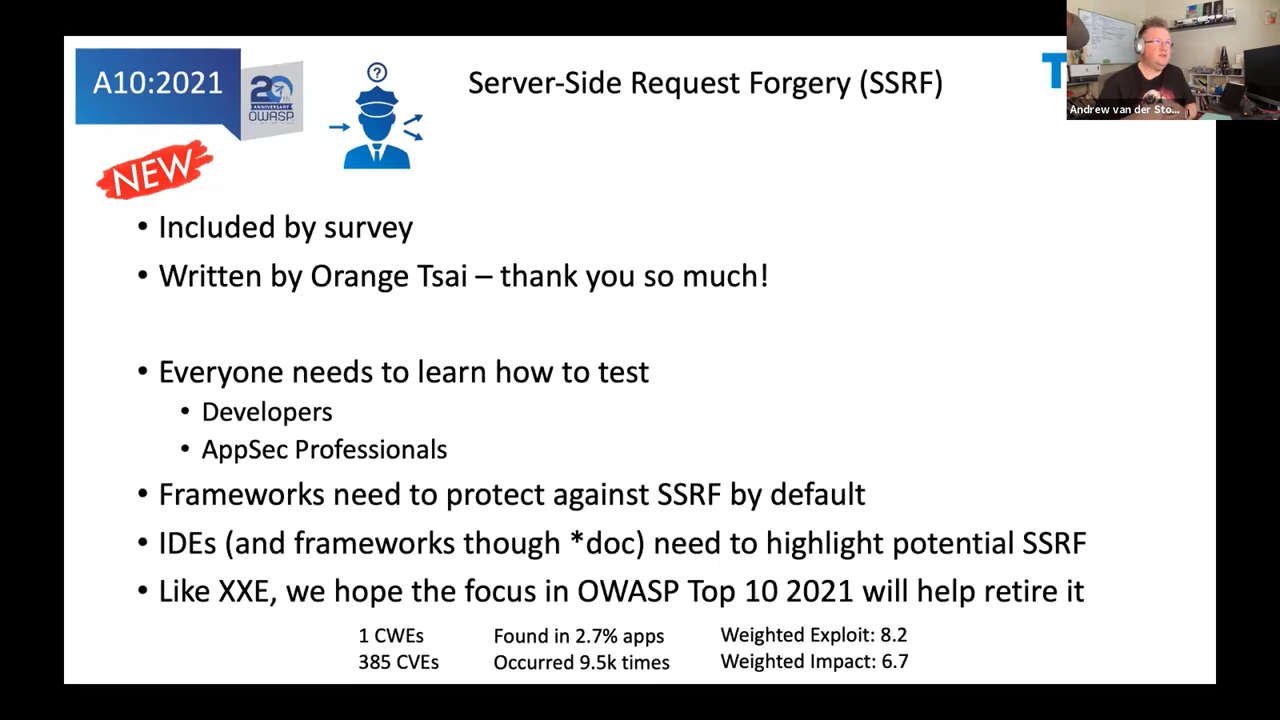 A10:2021
20
ANNIVERSARY
OWASP
NEW
?
Server-Side Request Forgery (SSRF)
T
Andrew van der Sto...
• Included by survey
• Written by Orange Tsai – thank you so much!
• Everyone needs to learn how to test
• Developers
• AppSec Professionals
• Frameworks need to protect against SSRF by default
• IDEs (and frameworks though *doc) need to highlight potential SSRF
• Like XXE, we hope the focus in OWASP Top 10 2021 will help retire it
1 CWEs Found in 2.7% apps Weighted Exploit: 8.2
385 CVEs Occurred 9.5k times Weighted Impact: 6.7